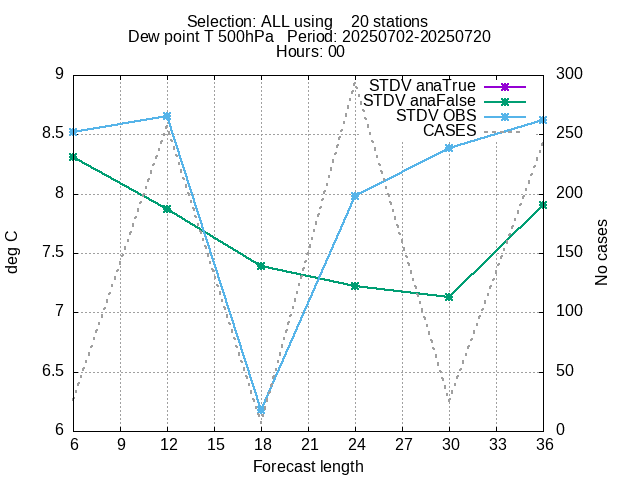 Selection: ALL using    20 stations
Dew point T 500hPa   Period: 20250702-20250720
Hours: 00
9
8.5
8
7.5
7
6.5
6
300
250
200
150
100
50
0
STDV anaTrue
STDV anaFalse
STDV OBS
CASES
deg C
No cases
6 9 12 15 18 21 24 27 30 33 36
Forecast length